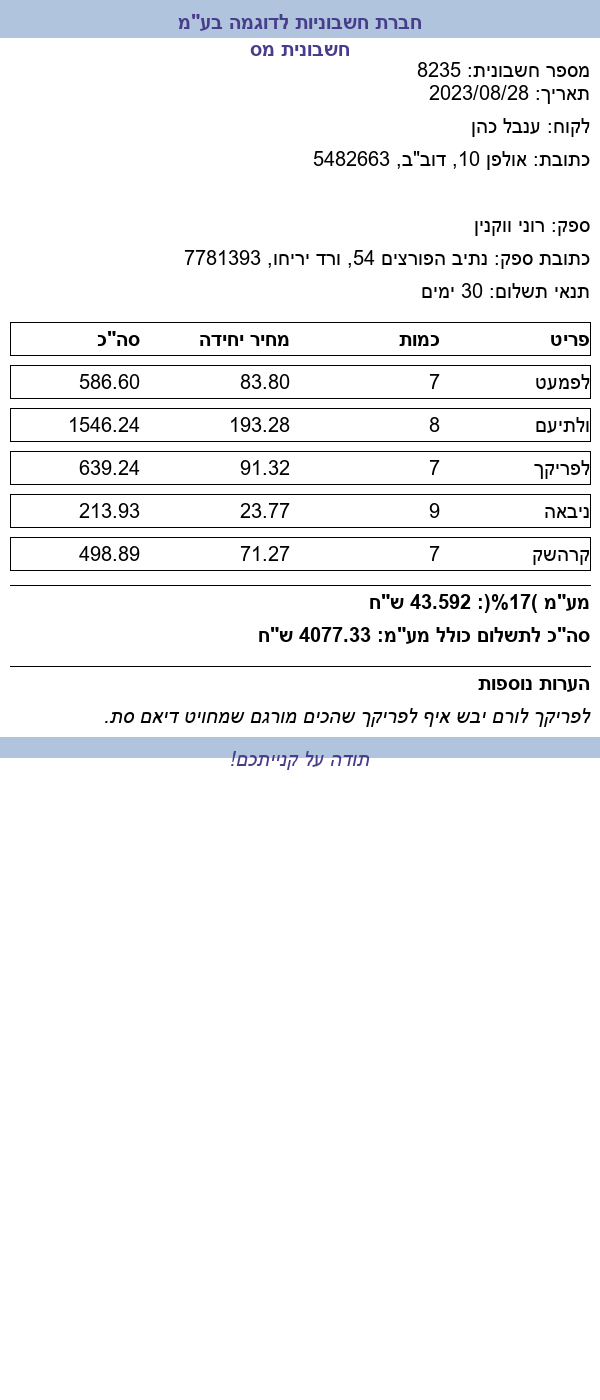 חברת חשבוניות לדוגמה בע"מ
חשבונית מס
מספר חשבונית: 8235
תאריך: 2023/08/28
לקוח: ענבל כהן
כתובת: אולפן 10, דוב"ב, 5482663
ספק: רוני ווקנין
כתובת ספק: נתיב הפורצים 54, ורד יריחו, 7781393
תנאי תשלום: 30 ימים
פריט כמות מחיר יחידה סה"כ
לפמעט 7 83.80 586.60
ולתיעם 8 193.28 1546.24
לפריקך 7 91.32 639.24
ניבאה 9 23.77 213.93
קרהשק 7 71.27 498.89
מע"מ )17%(: 43.592 ש"ח
סה"כ לתשלום כולל מע"מ: 4077.33 ש"ח
הערות נוספות
לפריקך לורם יבש איף לפריקך שהכים מורגם שמחויט דיאם סת.
תודה על קנייתכם!